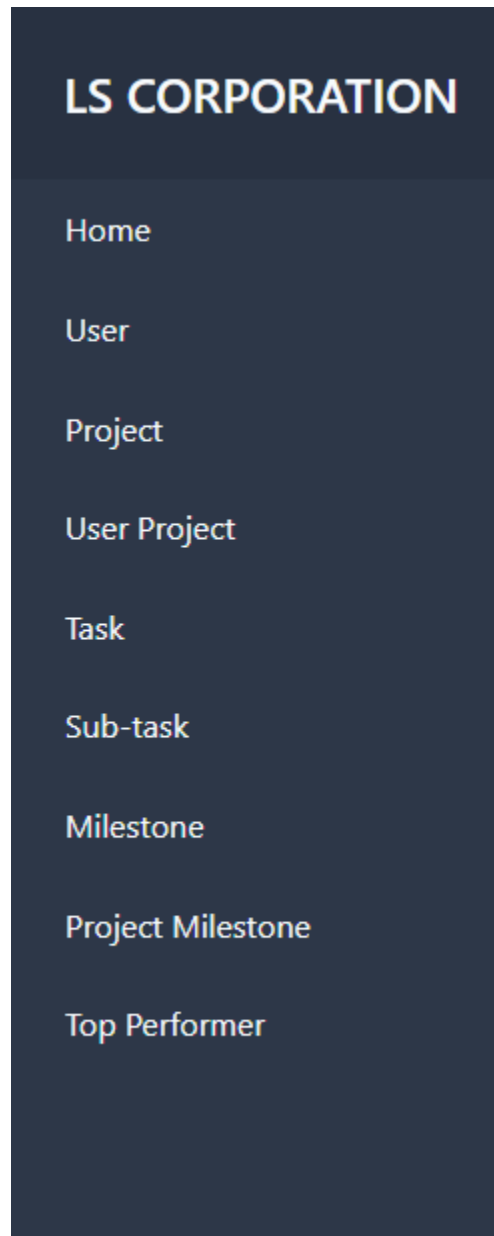 LS CORPORATION
Home
User
Project
User Project
Task
Sub-task
Milestone
Project Milestone
Top Performer